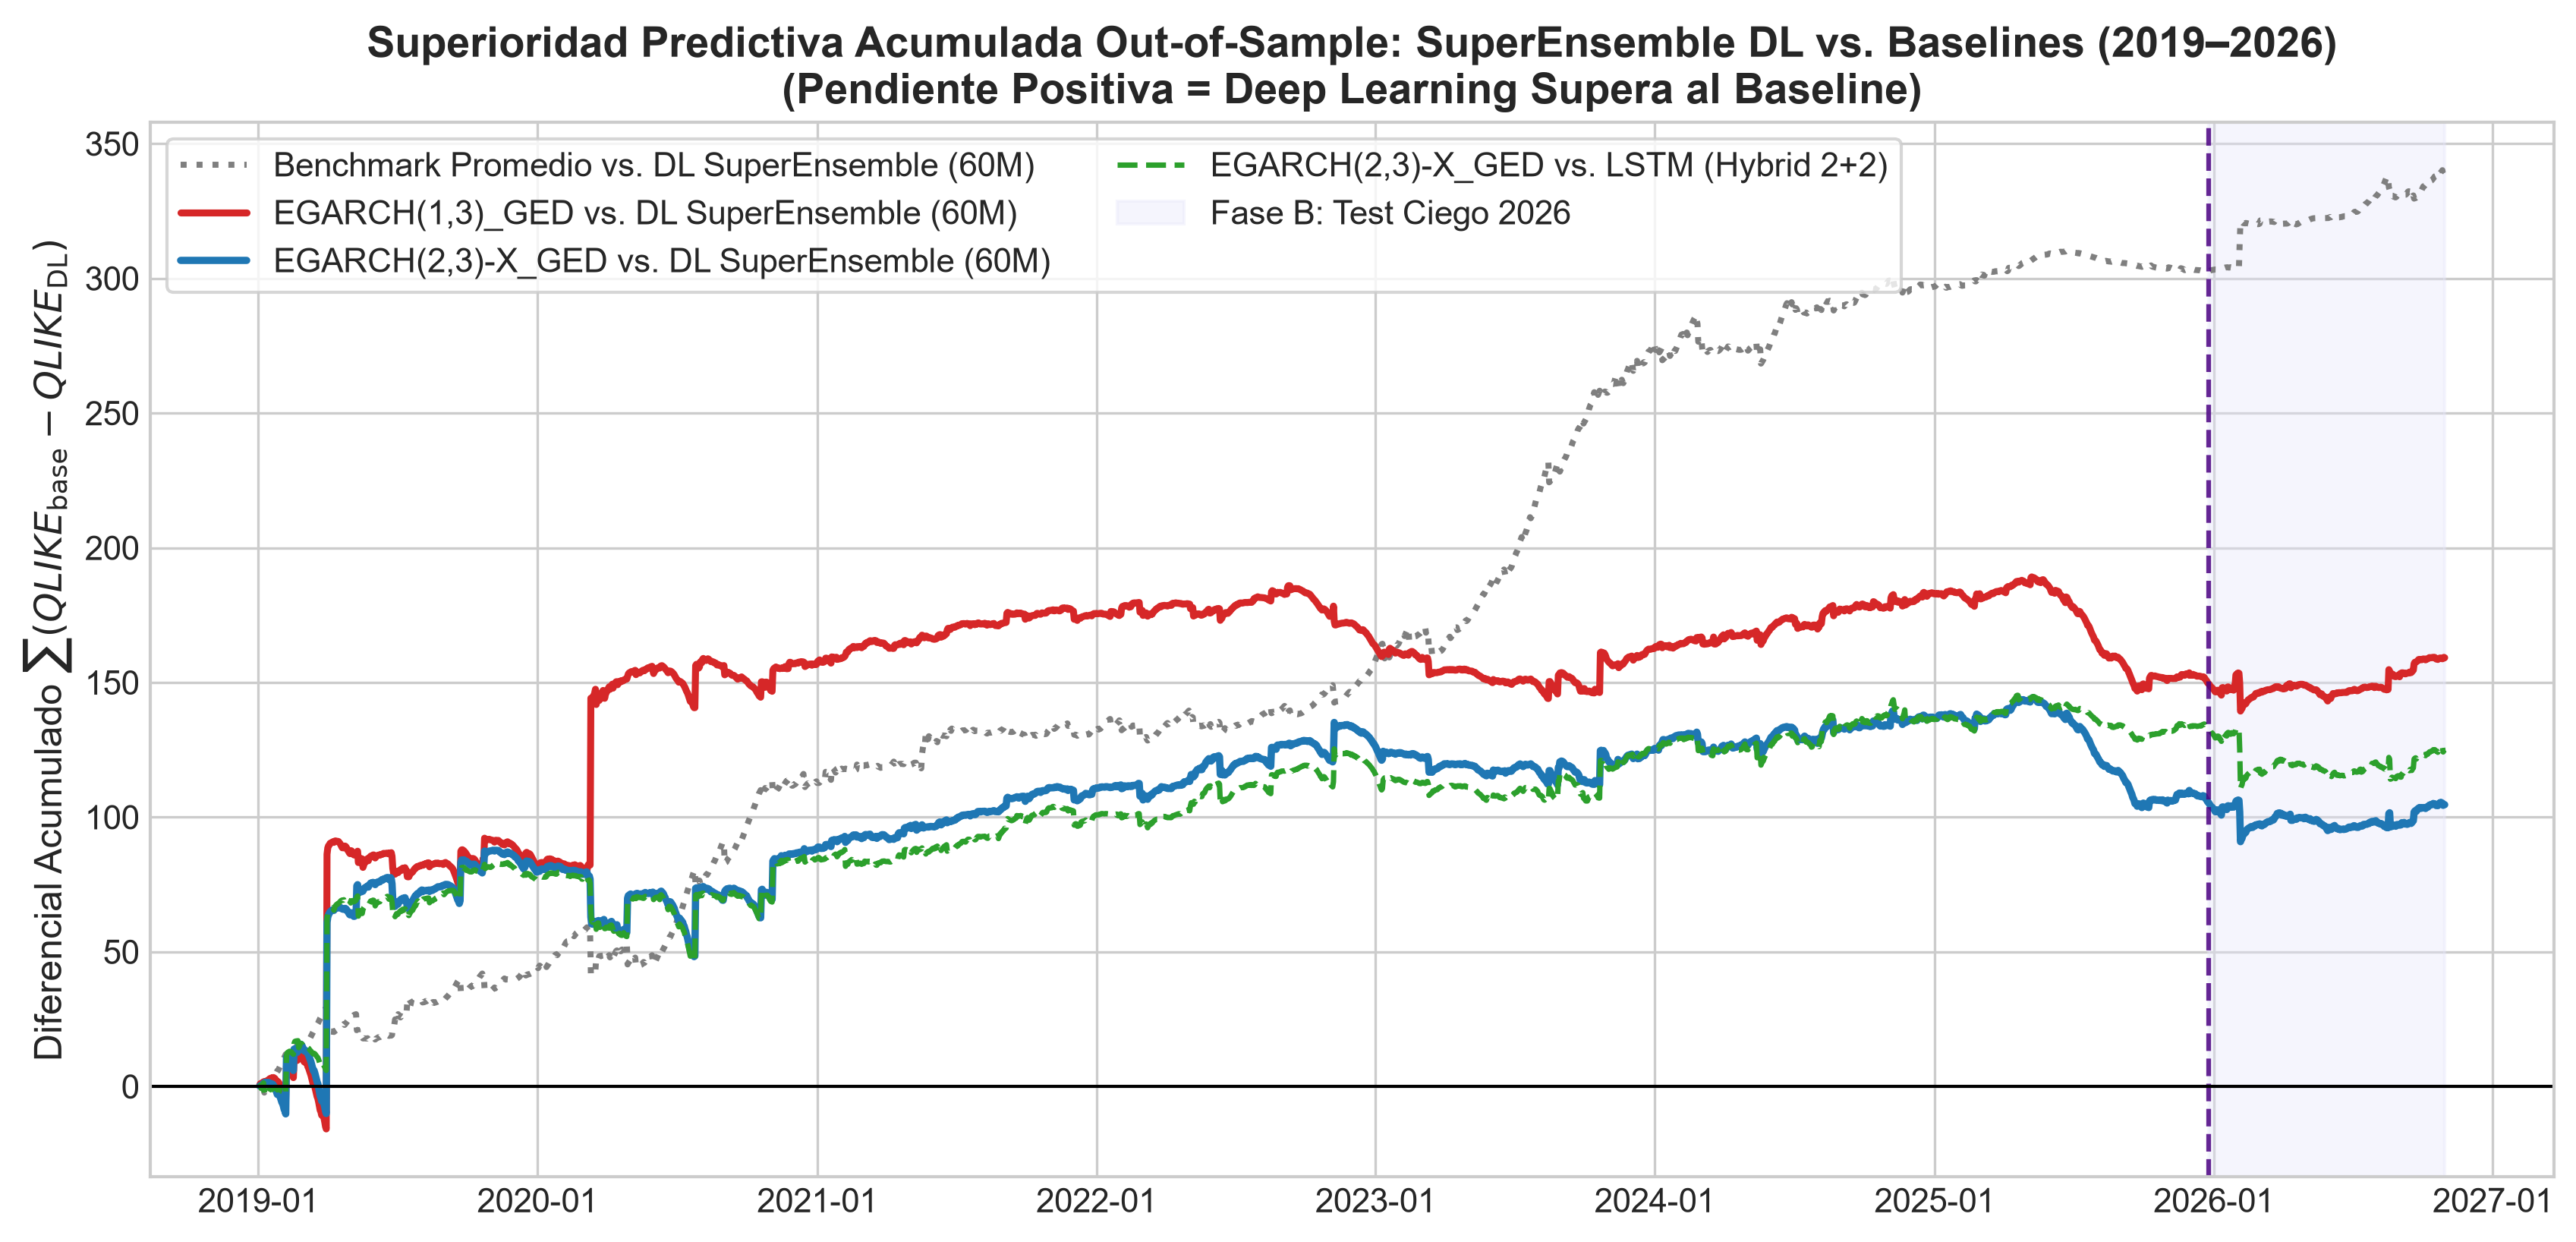 Superioridad Predictiva Acumulada Out-of-Sample: SuperEnsemble DL vs. Baselines (2019–2026)
(Pendiente Positiva = Deep Learning Supera al Baseline)
Diferencial Acumulado ∑(QLIKE_base − QLIKE_DL)
350
300
250
200
150
100
50
0
Benchmark Promedio vs. DL SuperEnsemble (60M)
EGARCH(1,3)_GED vs. DL SuperEnsemble (60M)
EGARCH(2,3)-X_GED vs. DL SuperEnsemble (60M)
EGARCH(2,3)-X_GED vs. LSTM (Hybrid 2+2)
Fase B: Test Ciego 2026
2019-01
2020-01
2021-01
2022-01
2023-01
2024-01
2025-01
2026-01
2027-01